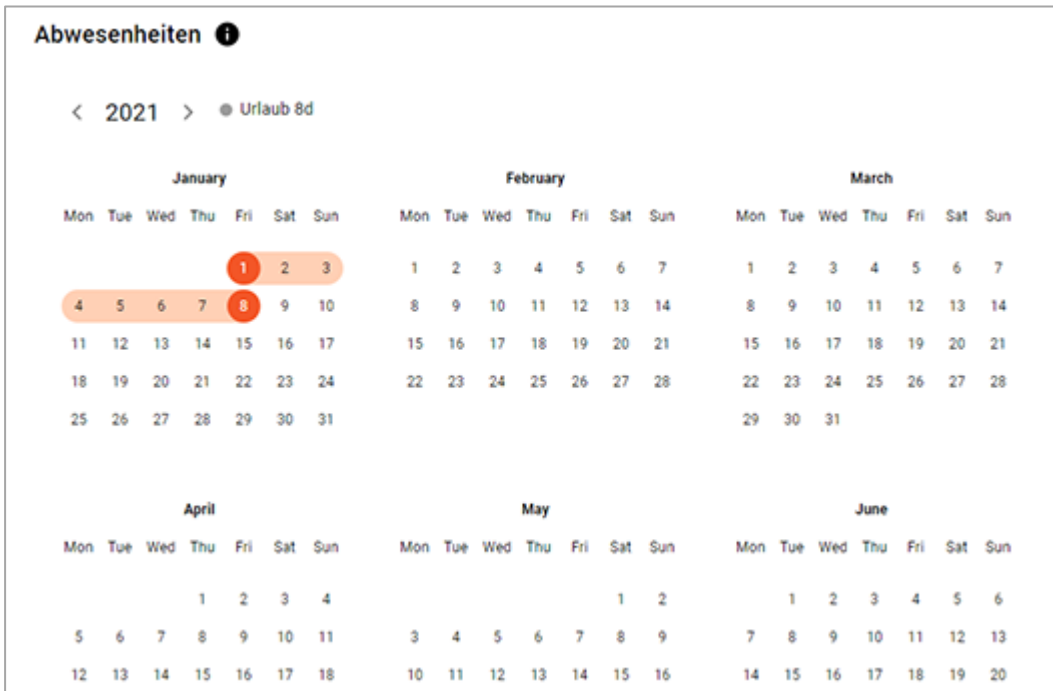 Abwesenheiten
2021 Urlaub 8d
January February March
Mon Tue Wed Thu Fri Sat Sun Mon Tue Wed Thu Fri Sat Sun Mon Tue Wed Thu Fri Sat Sun
1 2 3 1 2 3 4 5 6 7 1 2 3 4 5 6 7
4 5 6 7 8 9 10 8 9 10 11 12 13 14 8 9 10 11 12 13 14
11 12 13 14 15 16 17 15 16 17 18 19 20 21 15 16 17 18 19 20 21
18 19 20 21 22 23 24 22 23 24 25 26 27 28 22 23 24 25 26 27 28
25 26 27 28 29 30 31 29 30 31
April May June
Mon Tue Wed Thu Fri Sat Sun Mon Tue Wed Thu Fri Sat Sun Mon Tue Wed Thu Fri Sat Sun
1 2 3 4 1 2 1 2 3 4 5 6
5 6 7 8 9 10 11 3 4 5 6 7 8 9 7 8 9 10 11 12 13
12 13 14 15 16 17 18 10 11 12 13 14 15 16 14 15 16 17 18 19 20